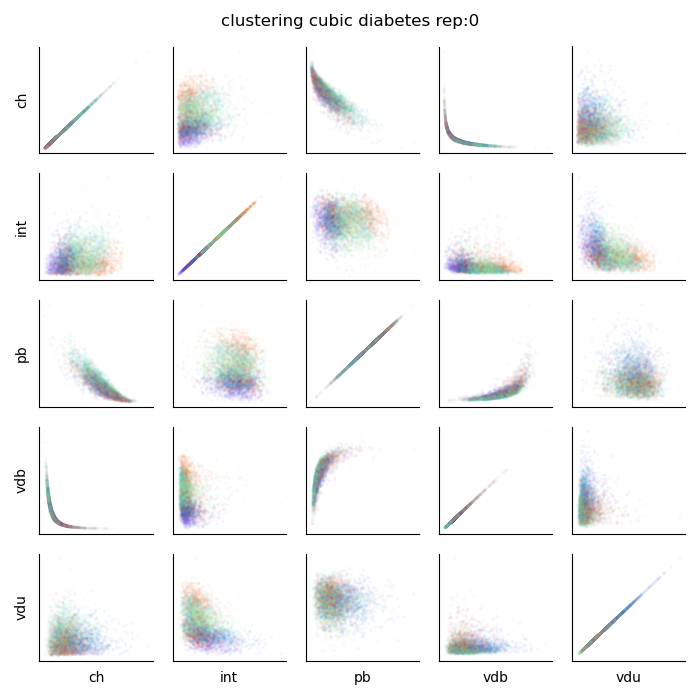 clustering cubic diabetes rep:0
ch
int
pb
vdb
vdu
ch
int
pb
vdb
vdu